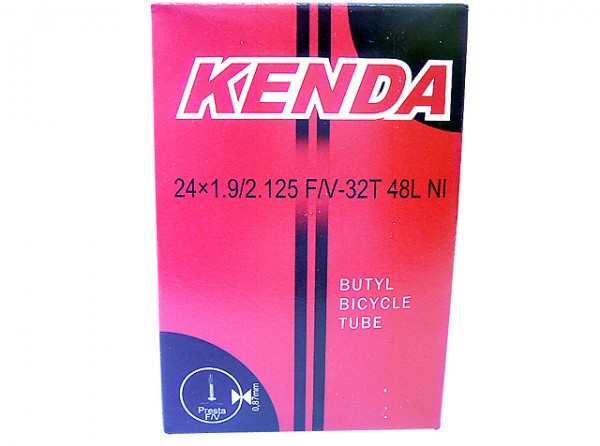 KENDA
24×1.9/2.125 F/V-32T 48L NI
BUTYL
BICYCLE
TUBE
Presta
F/V
0,87mm